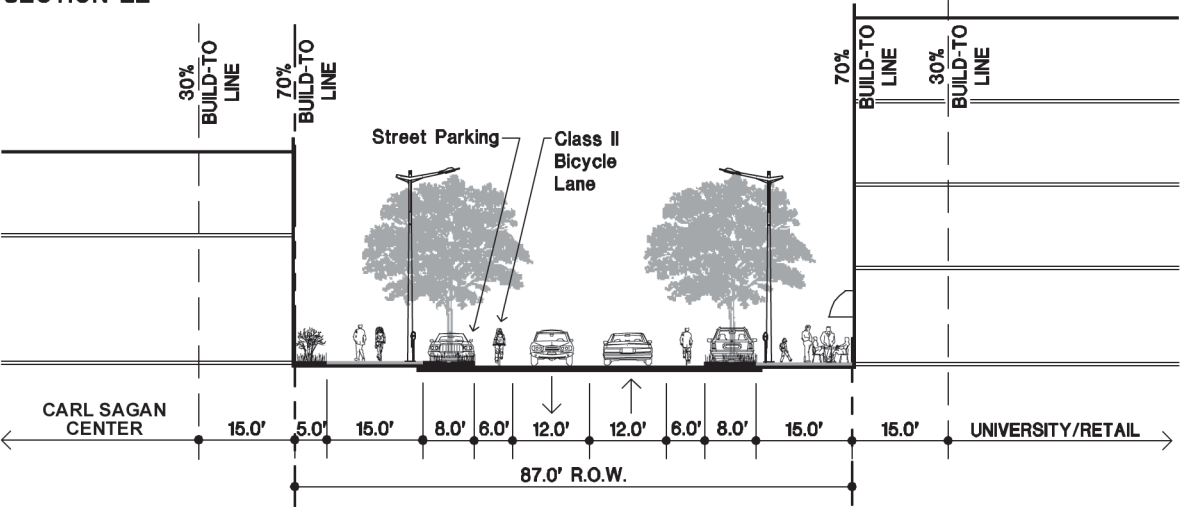 30%
BUILD-TO
LINE
70%
BUILD-TO
LINE
70%
BUILD-TO
LINE
30%
BUILD-TO
LINE
Street Parking
Class II
Bicycle
Lane
CARL SAGAN
CENTER
15.0'
5.0'
15.0'
8.0'
6.0'
12.0'
12.0'
6.0'
8.0'
15.0'
15.0'
UNIVERSITY/RETAIL
87.0' R.O.W.